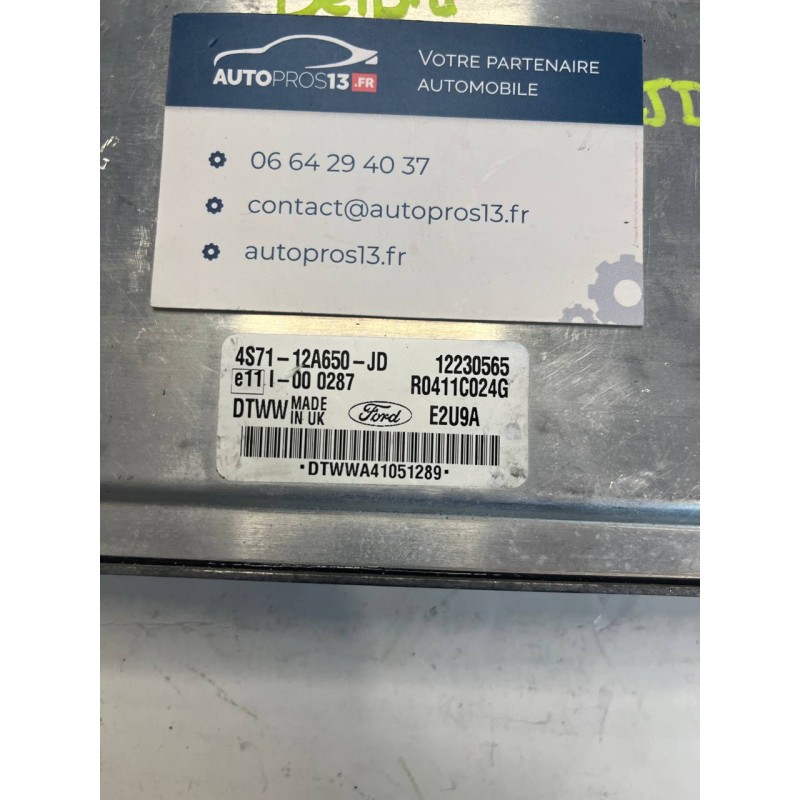 AUTOPROS13.FR
VOTRE PARTENAIRE
AUTOMOBILE
06 64 29 40 37
contact@autopros13.fr
autopros13.fr
JD
4S71-12A650-JD 12230565
e11 I-00 0287 R0411C024G
DTWW MADE IN UK Ford E2U9A
·DTWWA41051289·